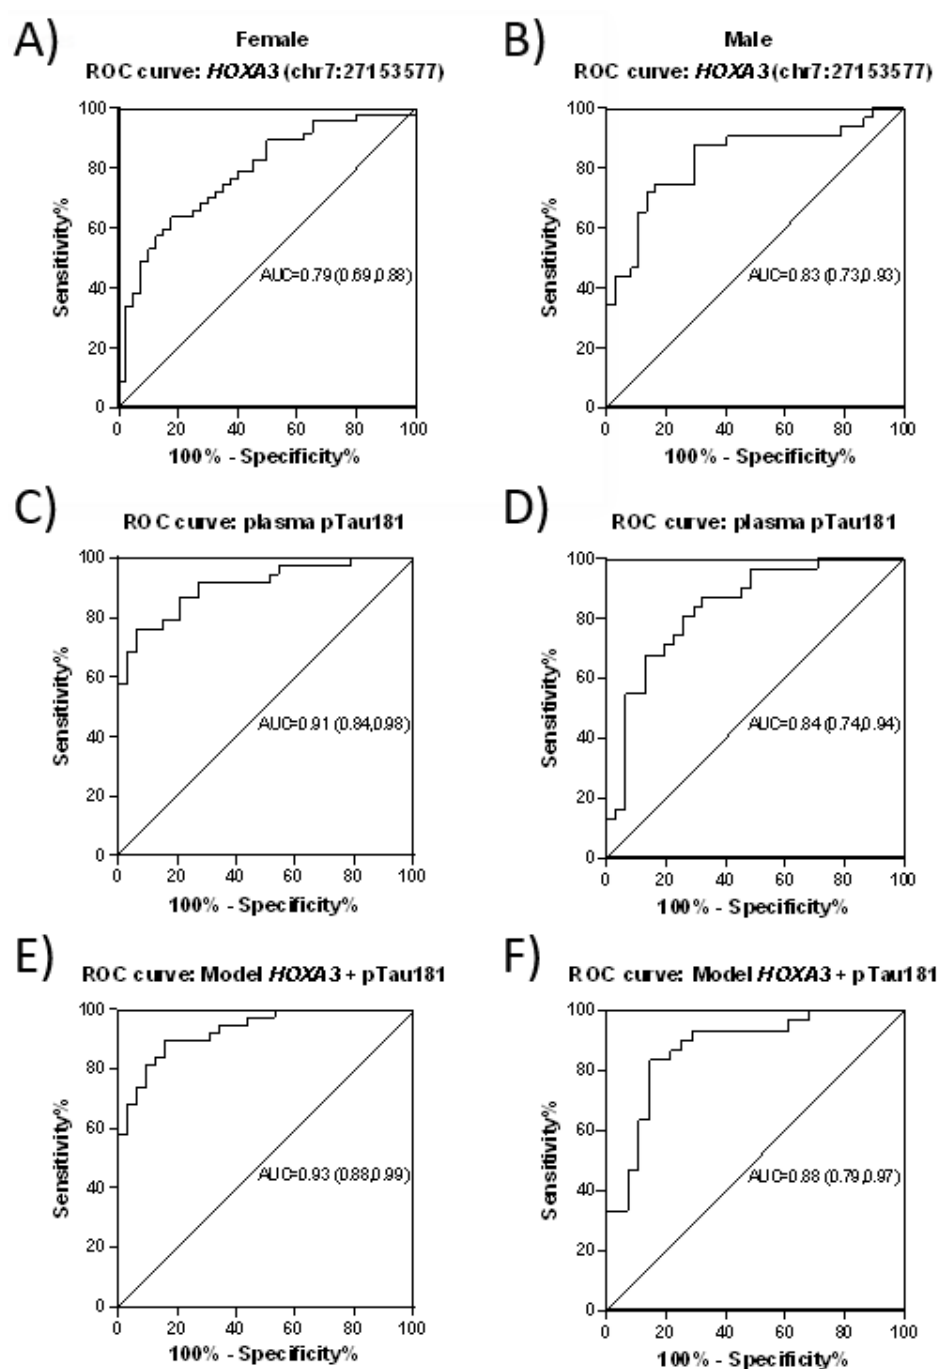 A)
Female
ROC curve: HOXA3 (chr7:27153577)
100
80
60
40
20
0
Sensitivity%
AUC=0.79 (0.69,0.88)
0 20 40 60 80 100
100% - Specificity%
B)
Male
ROC curve: HOXA3 (chr7:27153577)
100
80
60
40
20
0
Sensitivity%
AUC=0.83 (0.73,0.93)
0 20 40 60 80 100
100% - Specificity%
C)
ROC curve: plasma pTau181
100
80
60
40
20
0
Sensitivity%
AUC=0.91 (0.84,0.98)
0 20 40 60 80 100
100% - Specificity%
D)
ROC curve: plasma pTau181
100
80
60
40
20
0
Sensitivity%
AUC=0.84 (0.74,0.94)
0 20 40 60 80 100
100% - Specificity%
E)
ROC curve: Model HOXA3 + pTau181
100
80
60
40
20
0
Sensitivity%
AUC=0.93 (0.88,0.99)
0 20 40 60 80 100
100% - Specificity%
F)
ROC curve: Model HOXA3 + pTau181
100
80
60
40
20
0
Sensitivity%
AUC=0.88 (0.79,0.97)
0 20 40 60 80 100
100% - Specificity%